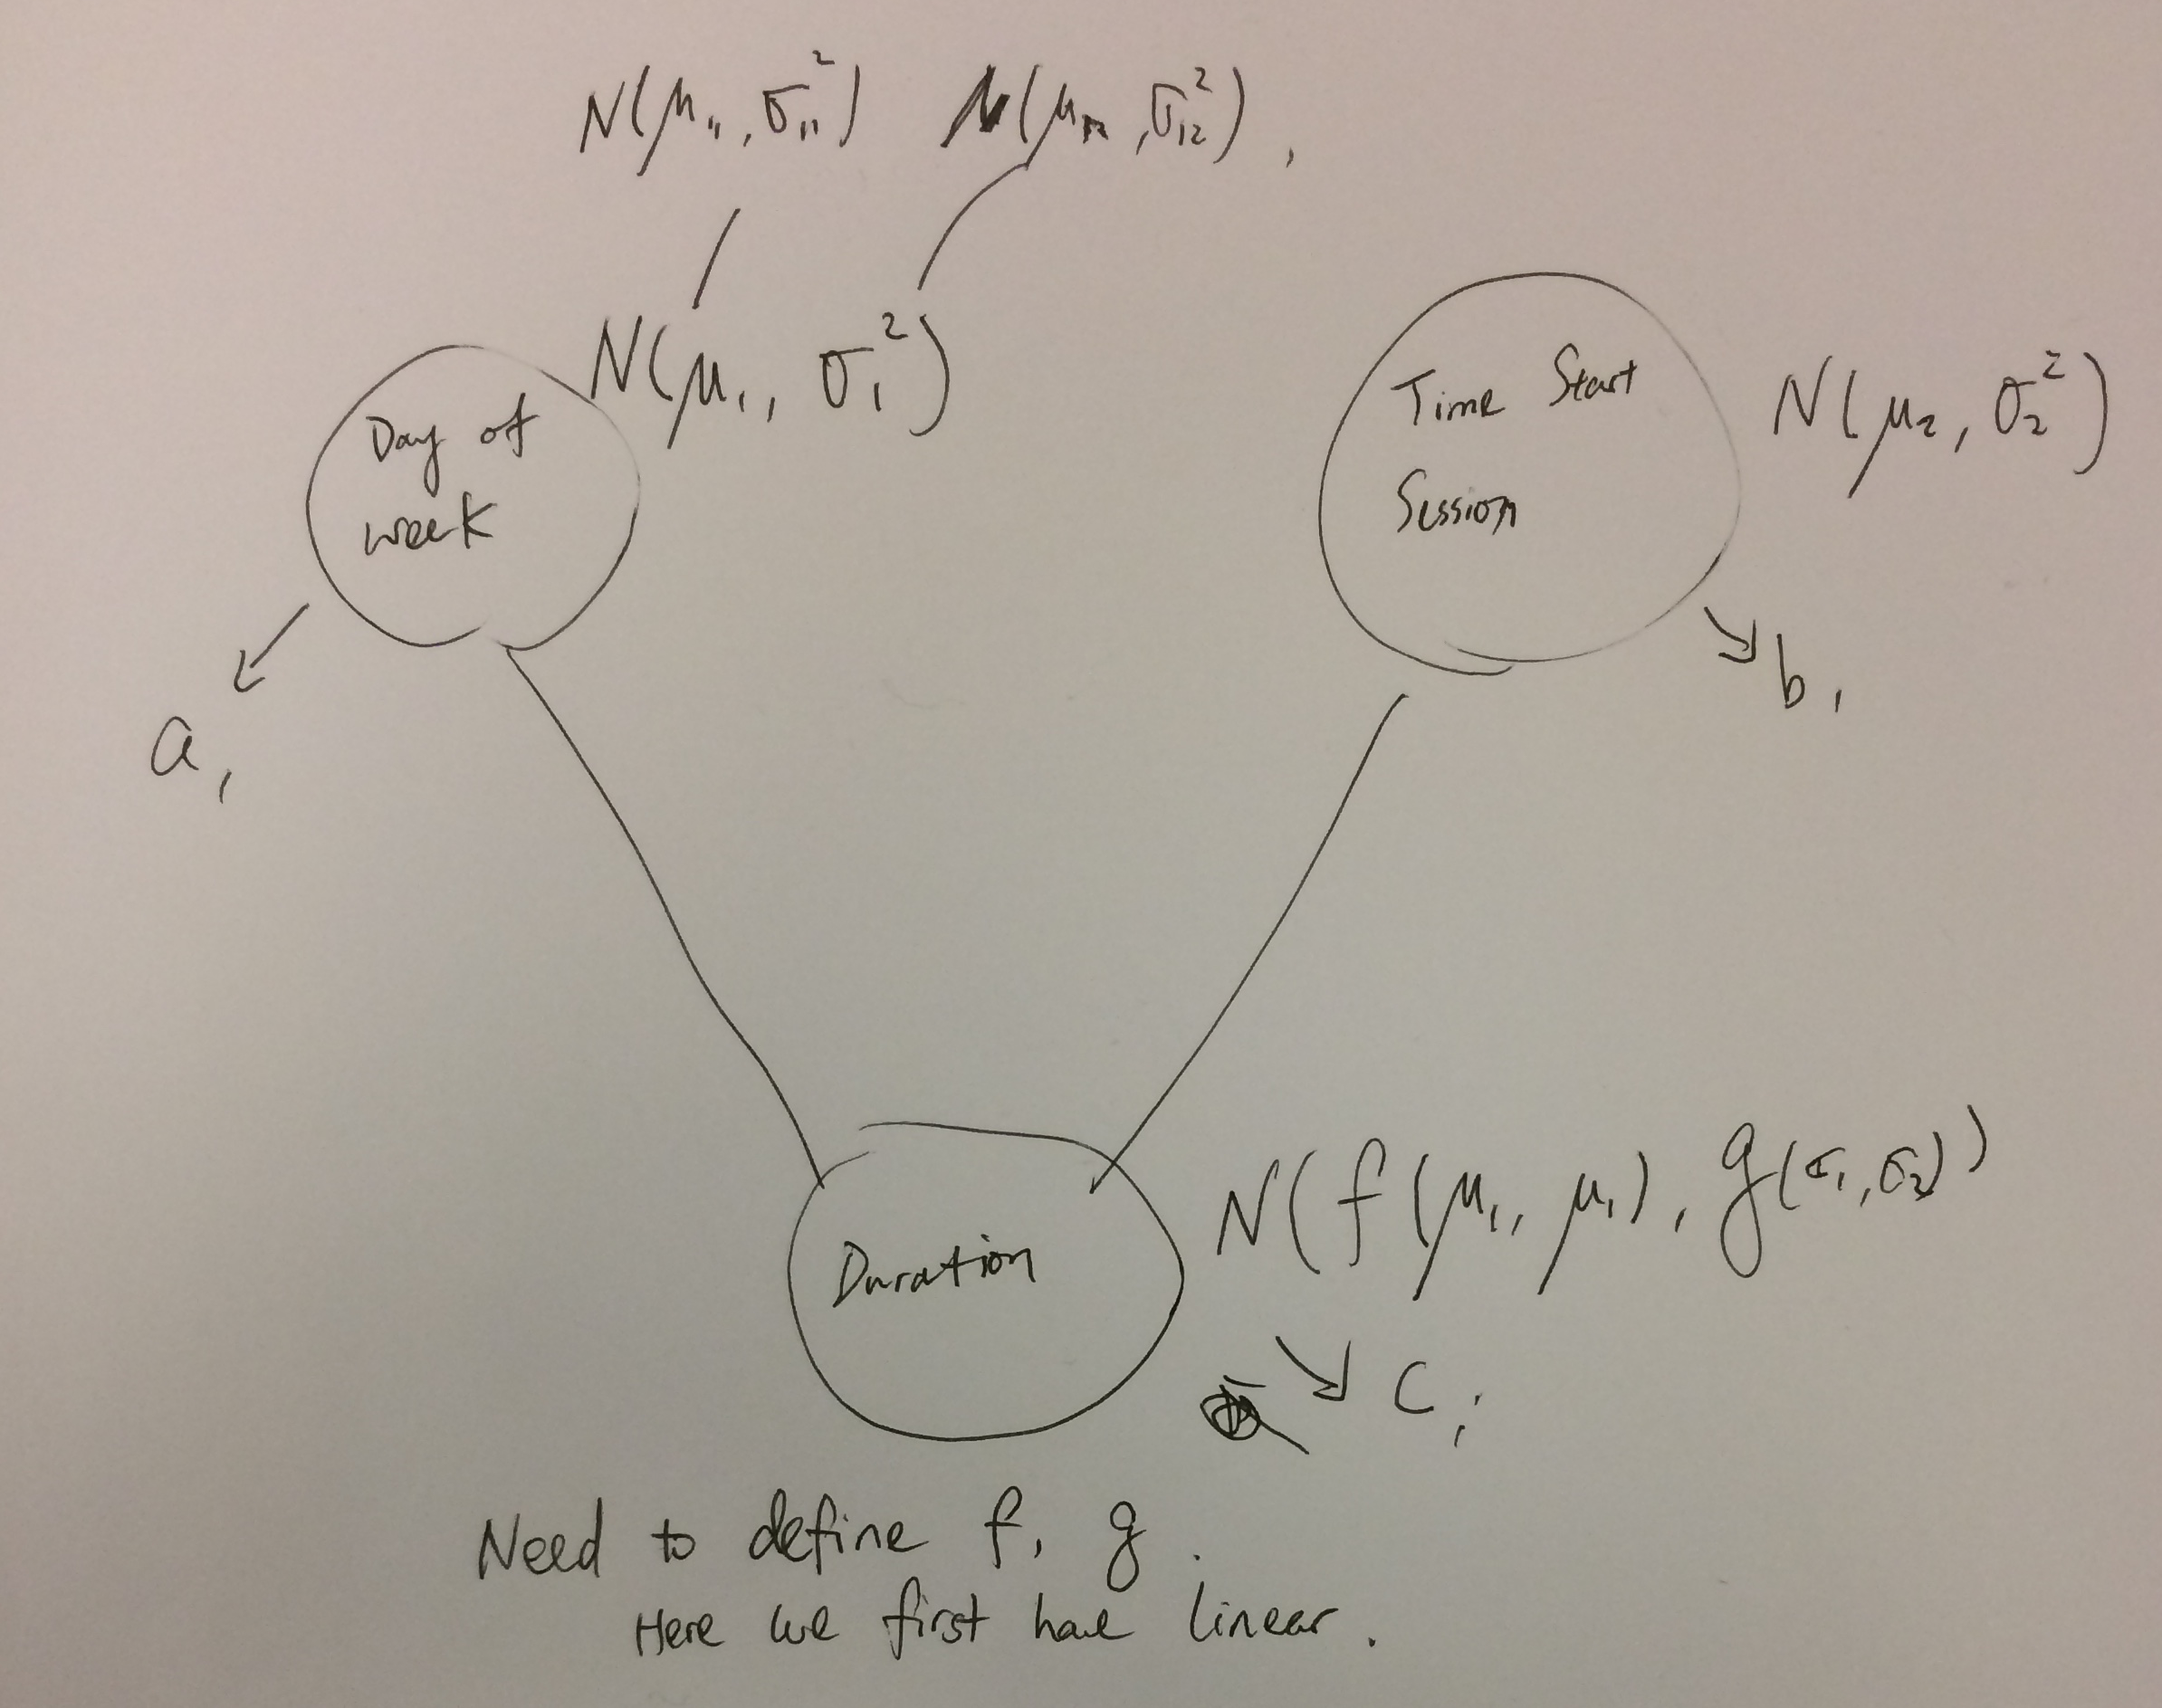 N(μ₁₁, σ₁₁²) N(μ₁₂, σ₁₂²),
N(μ₁, σ₁²)
Day of
week
Time Start
Session
N(μ₂, σ₂²)
a₁
b₁
Duration
N(f(μ₁, μ₁), g(σ₁, σ₂))
c₁
Need to define f, g.
Here we first have linear.